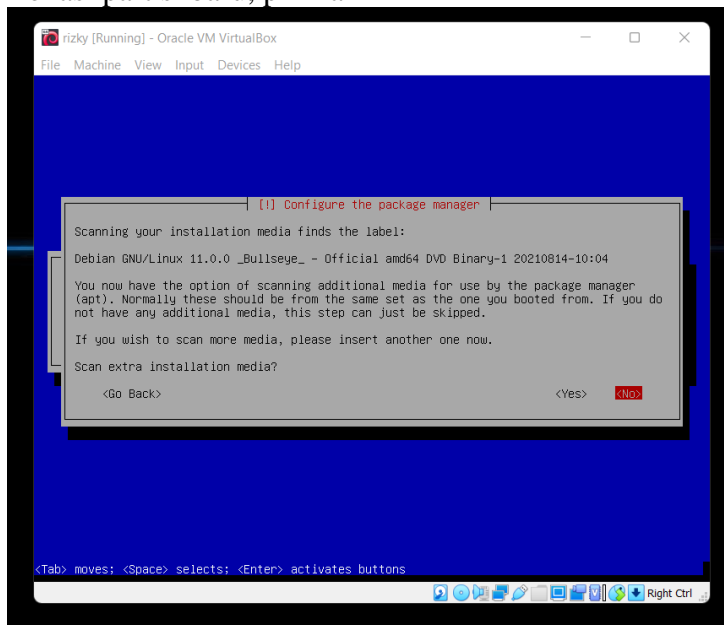 rizky [Running] - Oracle VM VirtualBox
File Machine View Input Devices Help
[!] Configure the package manager
Scanning your installation media finds the label:
Debian GNU/Linux 11.0.0 _Bullseye_ - Official amd64 DVD Binary-1 20210814-10:04
You now have the option of scanning additional media for use by the package manager
(apt). Normally these should be from the same set as the one you booted from. If you do
not have any additional media, this step can just be skipped.
If you wish to scan more media, please insert another one now.
Scan extra installation media?
<Go Back> <Yes> <No>
<Tab> moves; <Space> selects; <Enter> activates buttons
Right Ctrl